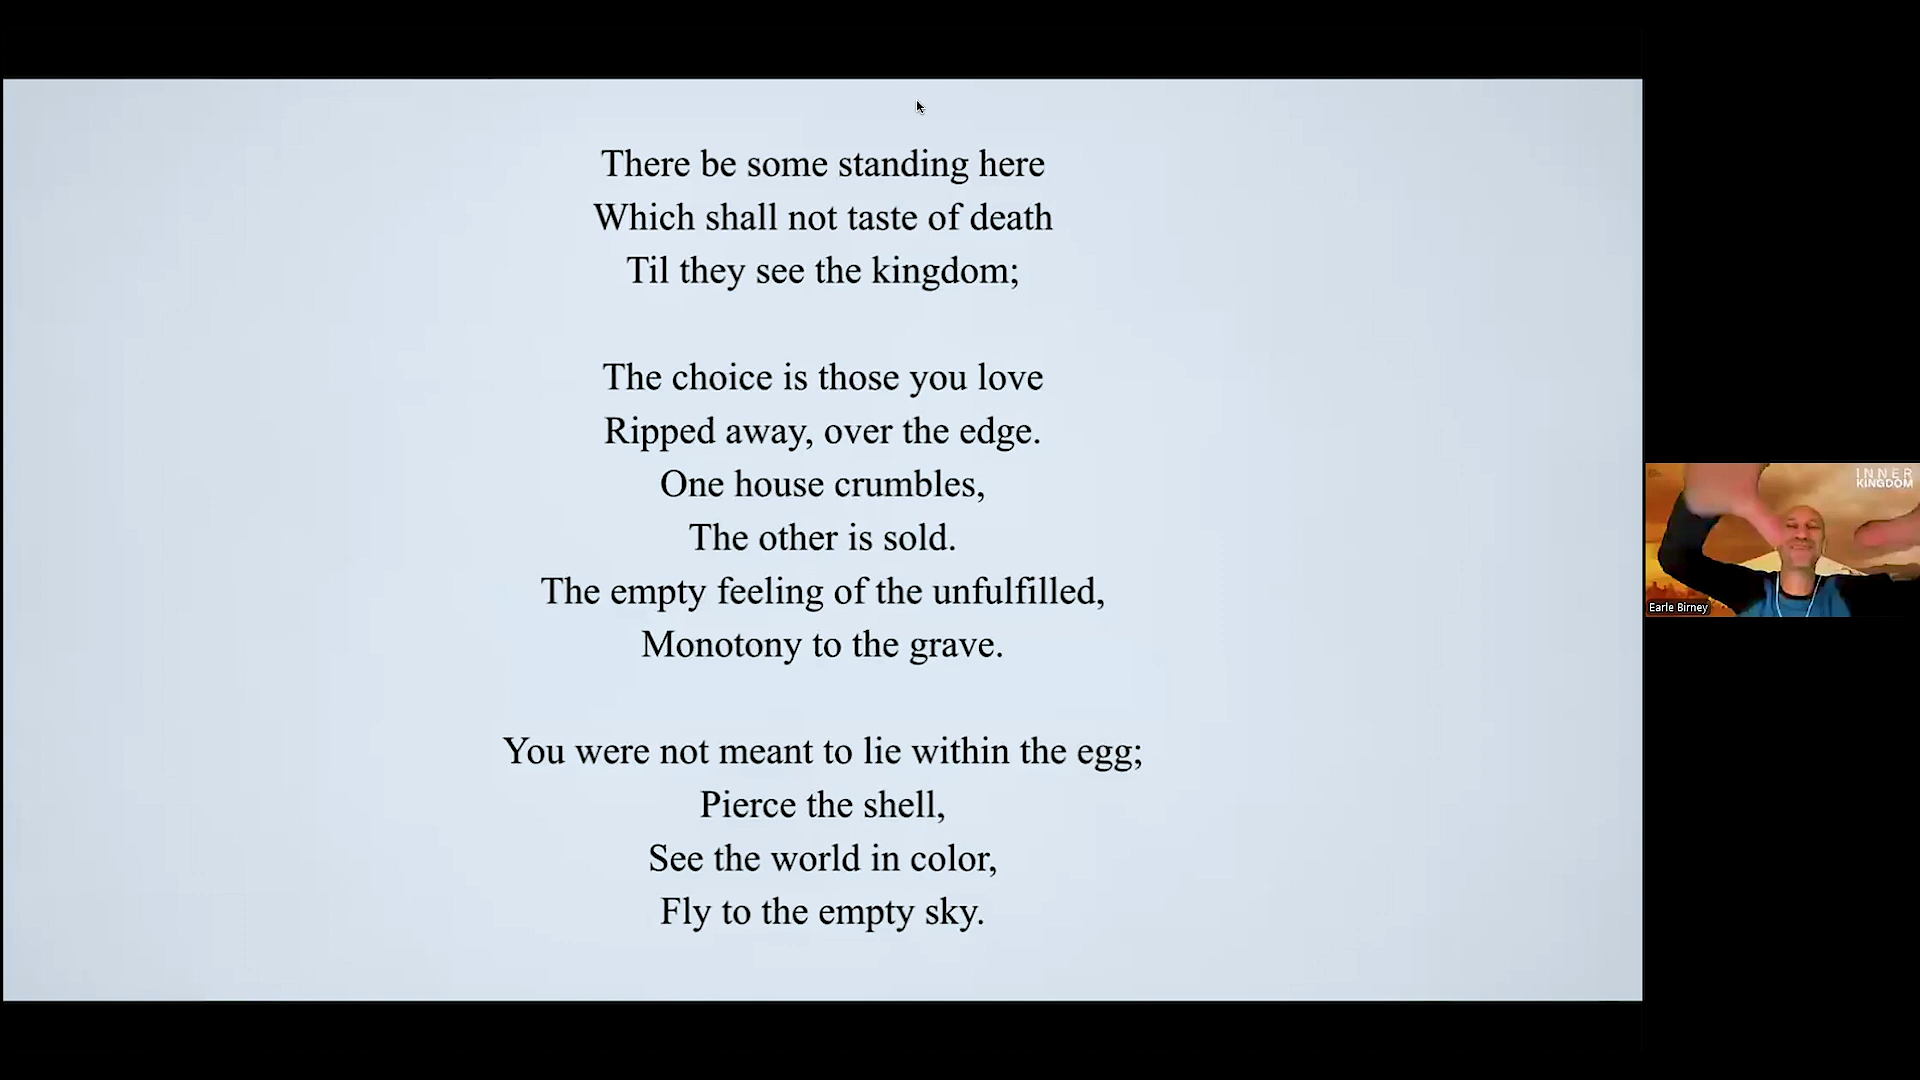 There be some standing here
Which shall not taste of death
Til they see the kingdom;
The choice is those you love
Ripped away, over the edge.
One house crumbles,
The other is sold.
The empty feeling of the unfulfilled,
Monotony to the grave.
You were not meant to lie within the egg;
Pierce the shell,
See the world in color,
Fly to the empty sky.
INNER
KINGDOM
Earle Birney